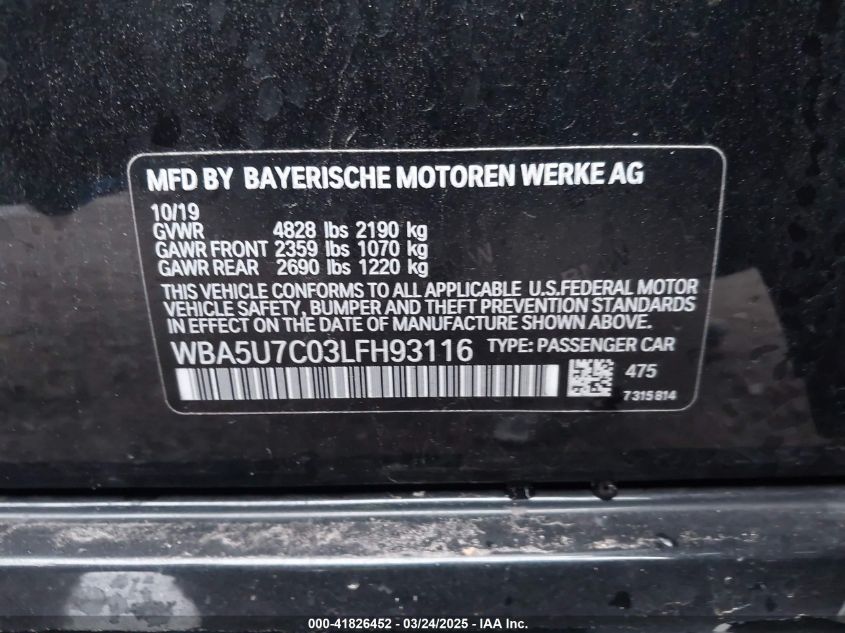 MFD BY BAYERISCHE MOTOREN WERKE AG
10/19
GVWR 4828 lbs 2190 kg
GAWR FRONT 2359 lbs 1070 kg
GAWR REAR 2690 lbs 1220 kg
THIS VEHICLE CONFORMS TO ALL APPLICABLE U.S.FEDERAL MOTOR
VEHICLE SAFETY, BUMPER AND THEFT PREVENTION STANDARDS
IN EFFECT ON THE DATE OF MANUFACTURE SHOWN ABOVE.
WBA5U7C03LFH93116 TYPE: PASSENGER CAR
475
7315814
000-41826452 - 03/24/2025 - IAA Inc.